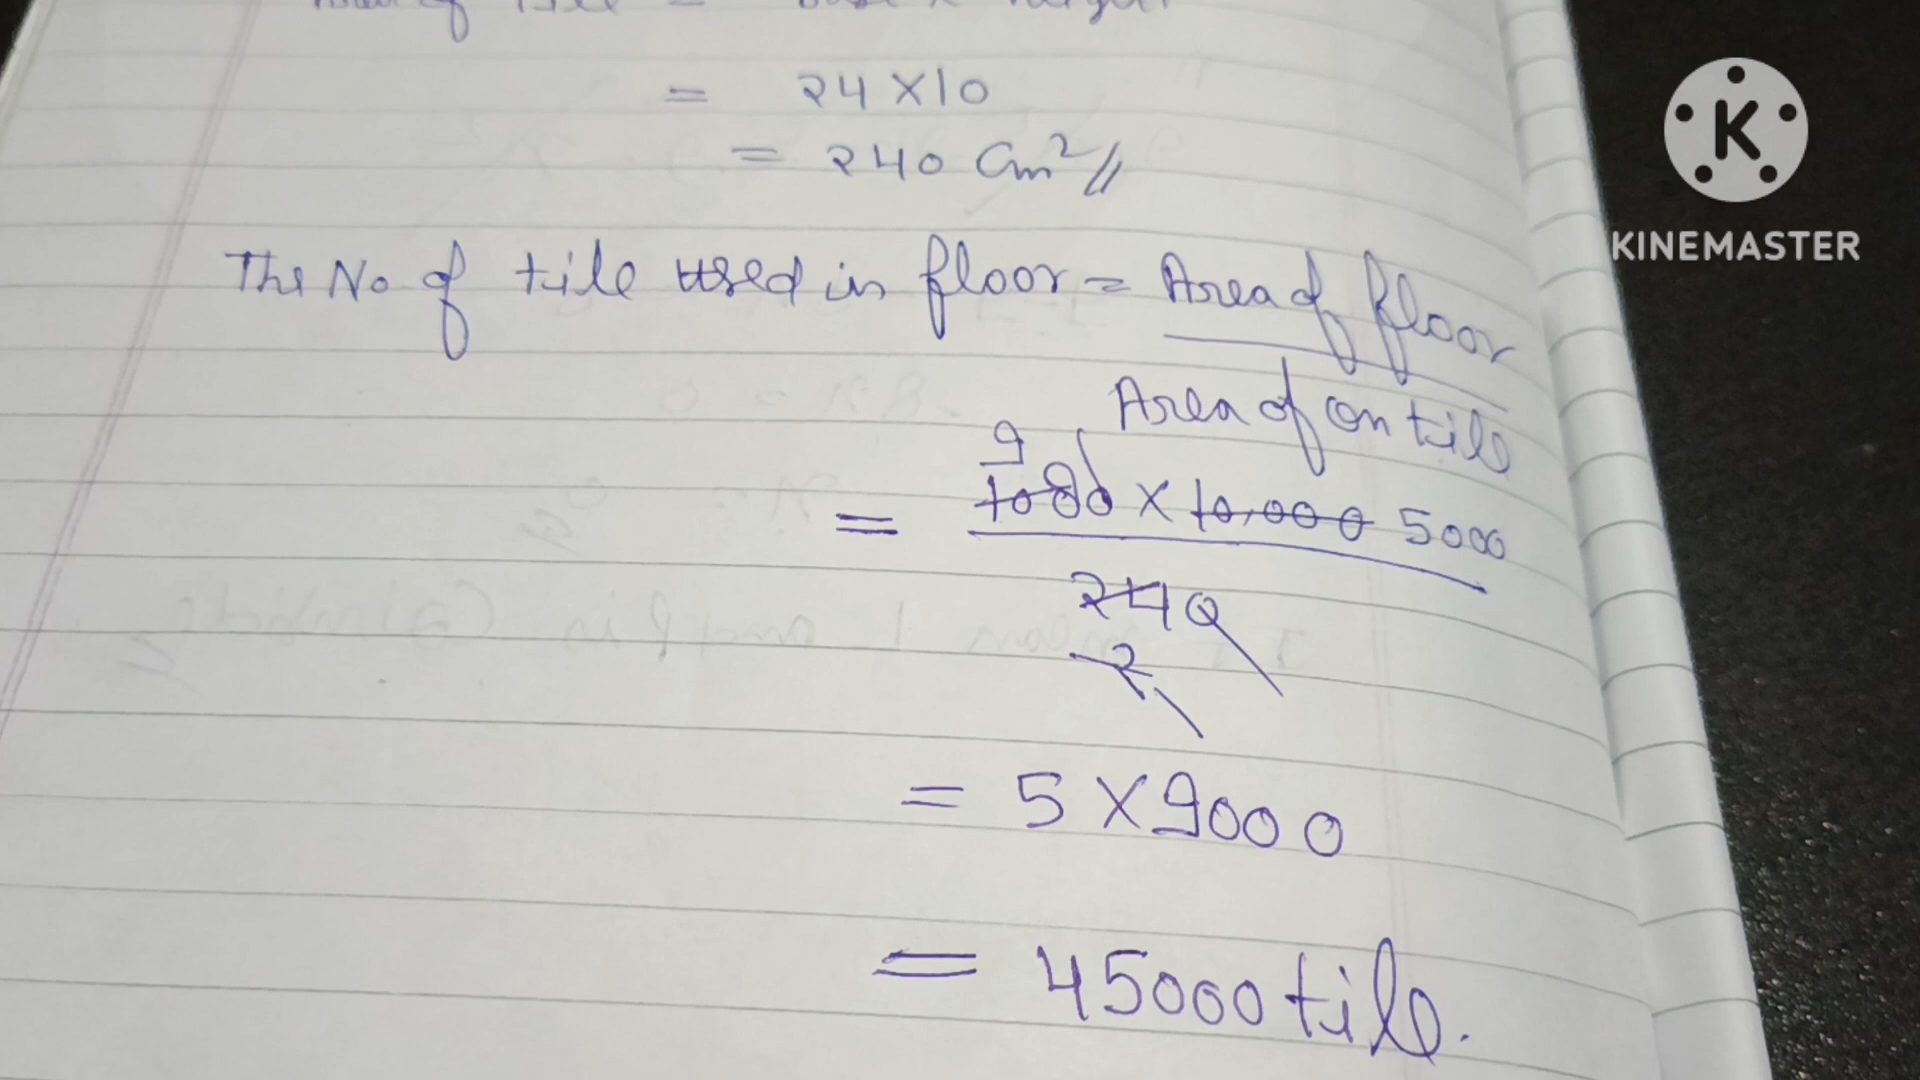 = 24 × 10
= 240 Cm²//
KINEMASTER
The No of tile used in floor = Area of floor
Area of on tile
9
= 1080 × 10,000 5000
240
2
= 5 × 9000
= 45000 tile.